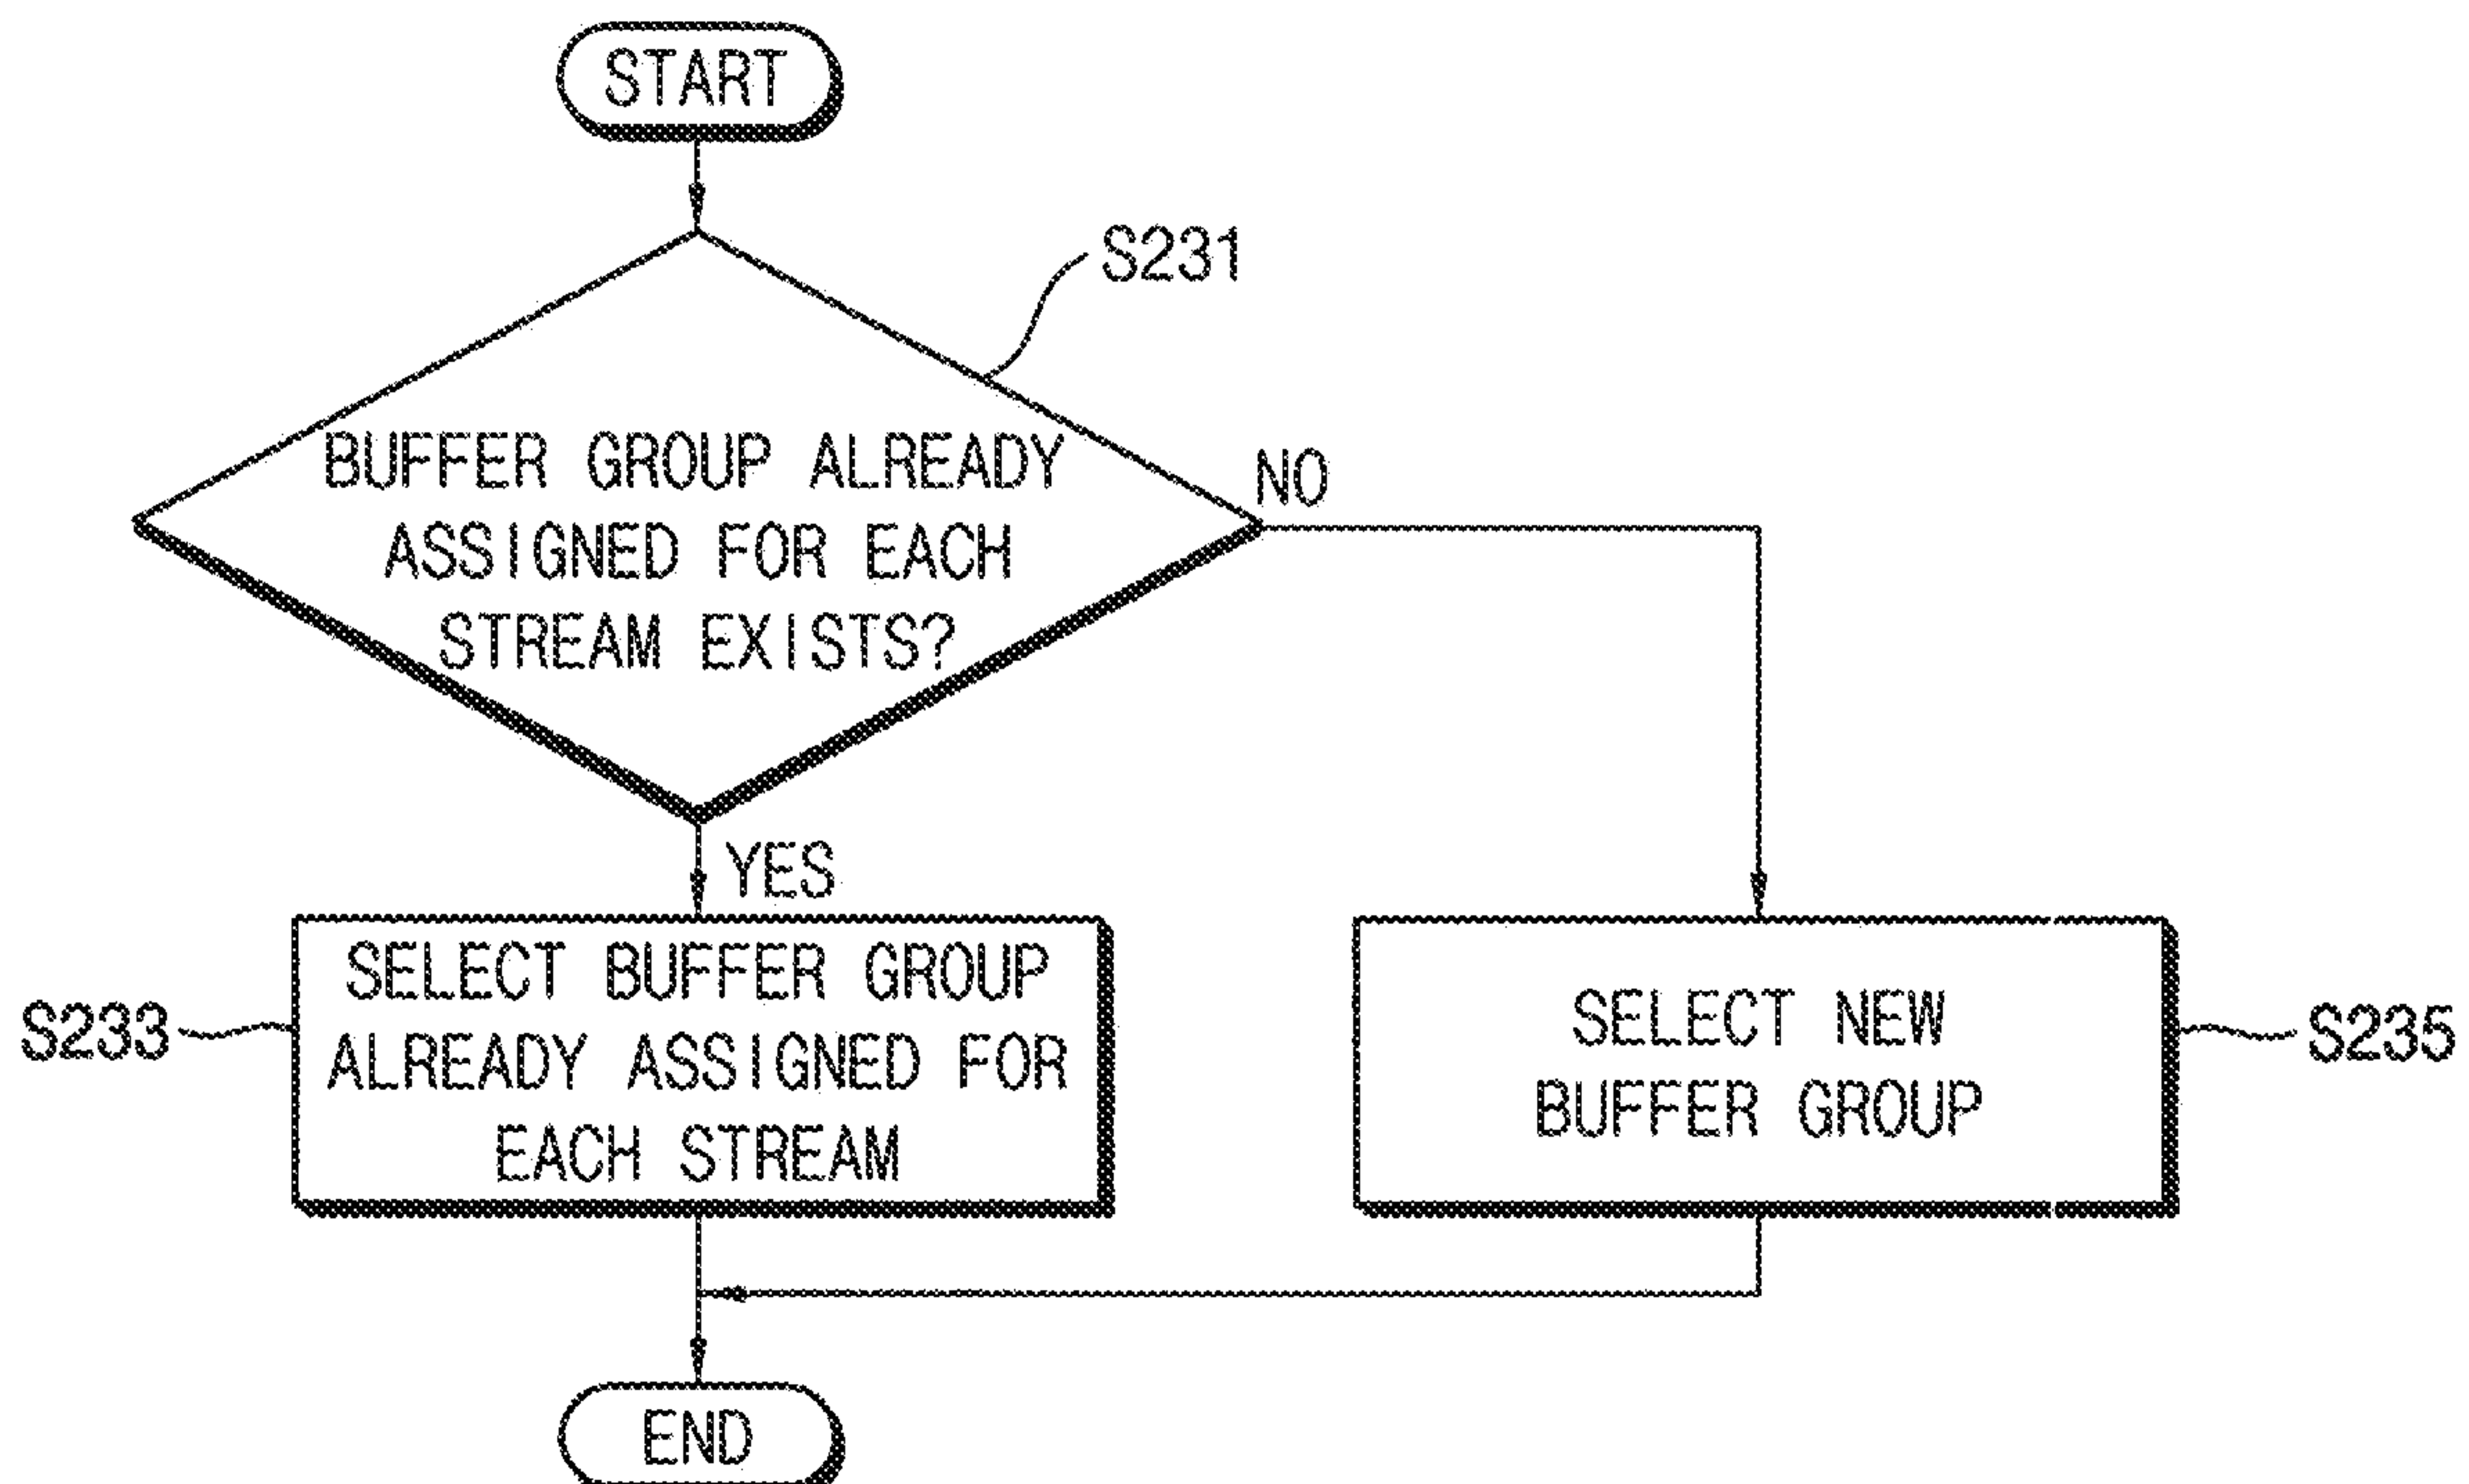 START
S231
BUFFER GROUP ALREADY
ASSIGNED FOR EACH
STREAM EXISTS?
NO
YES
S233
SELECT BUFFER GROUP
ALREADY ASSIGNED FOR
EACH STREAM
SELECT NEW
BUFFER GROUP
S235
END